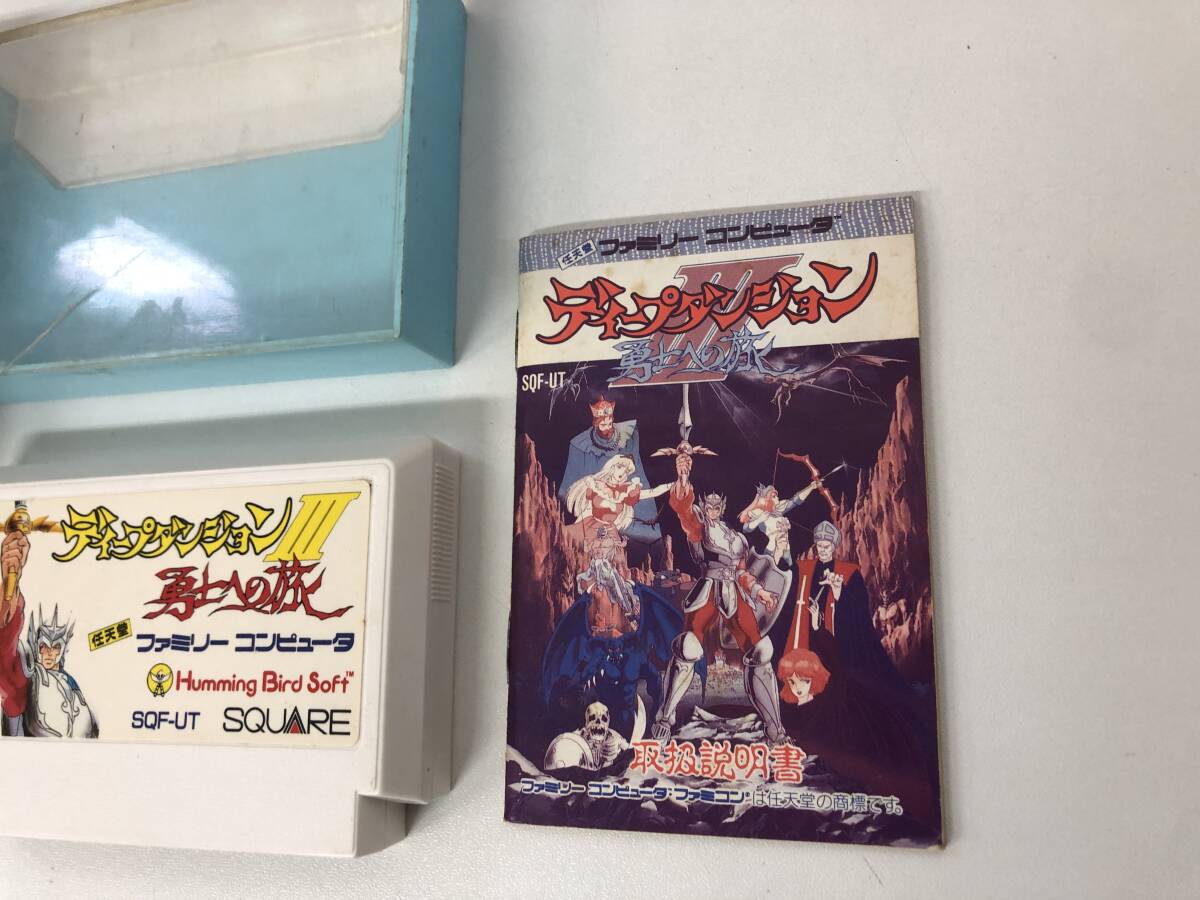 ディープダンジョンIII
勇士への旅
任天堂 ファミリー コンピュータ
Humming Bird Soft™
SQF-UT SQUARE
任天堂 ファミリー コンピュータ™
ディープダンジョン
III
勇士への旅
SQF-UT
取扱説明書
ファミリー コンピュータ・ファミコンは任天堂の商標です。